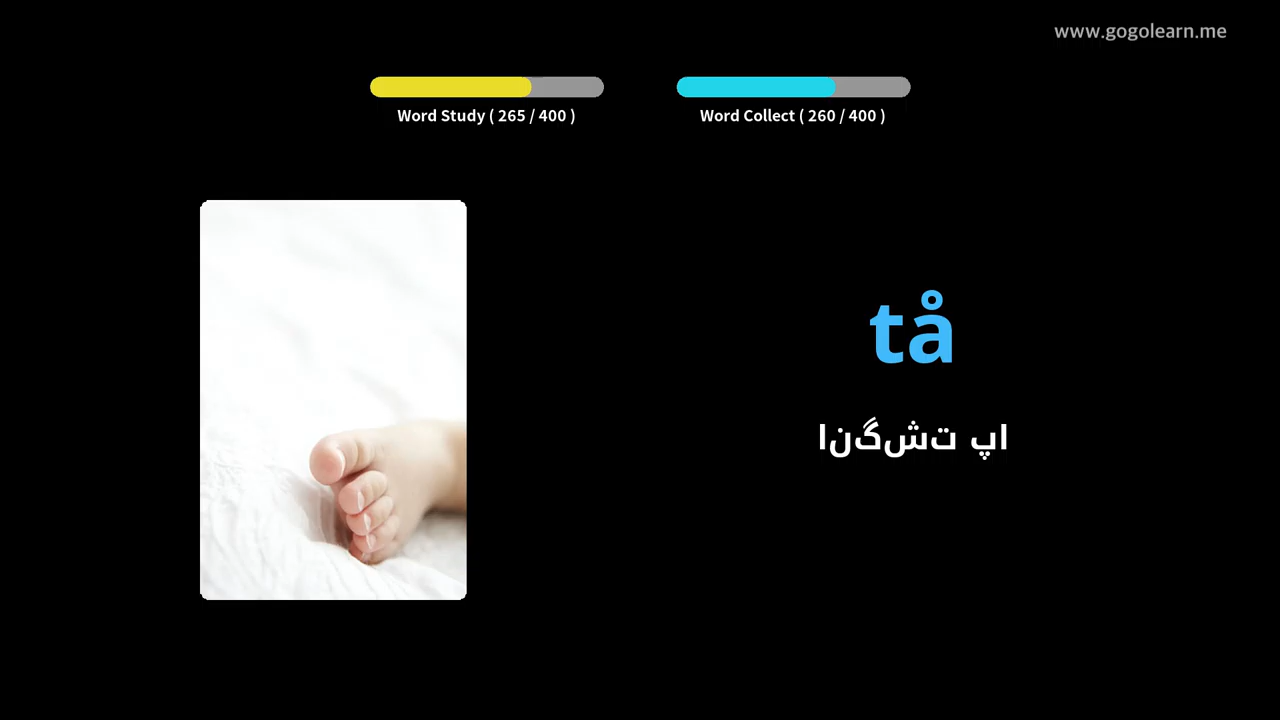 www.gogolearn.me
Word Study ( 265 / 400 )
Word Collect ( 260 / 400 )
tå
انگشت پا